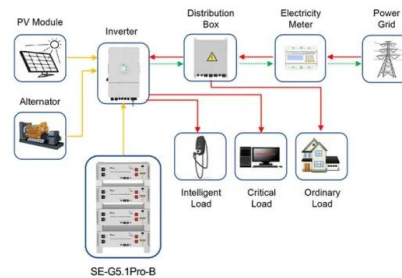 PV Module
Inverter
Distribution
Box
Electricity
Meter
Power
Grid
Alternator
Intelligent
Load
Critical
Load
Ordinary
Load
SE-G5.1Pro-B